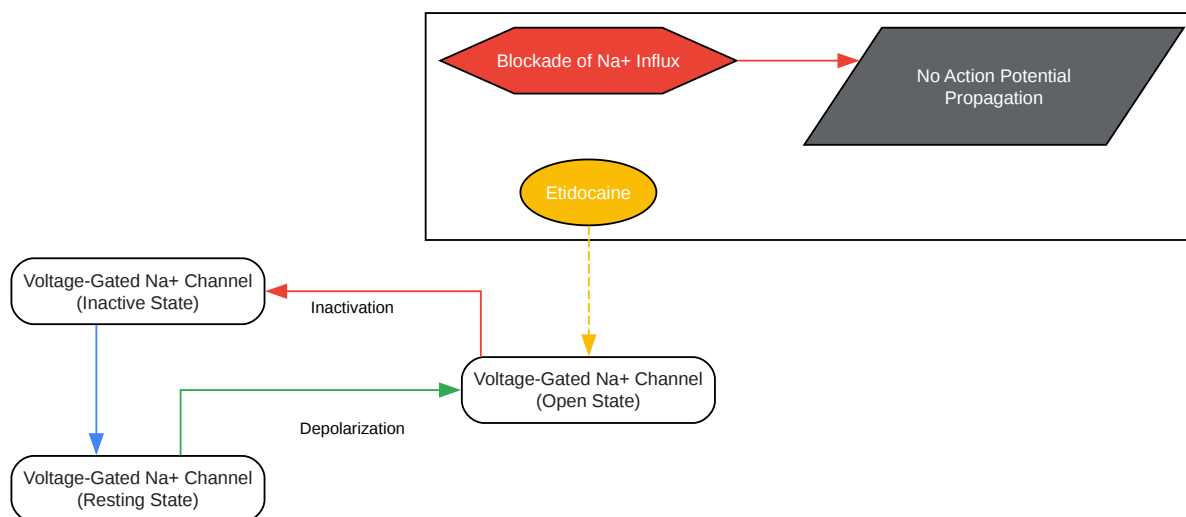 Blockade of Na+ Influx
No Action Potential
Propagation
Etidocaine
Voltage-Gated Na+ Channel
(Inactive State)
Inactivation
Voltage-Gated Na+ Channel
(Open State)
Depolarization
Voltage-Gated Na+ Channel
(Resting State)